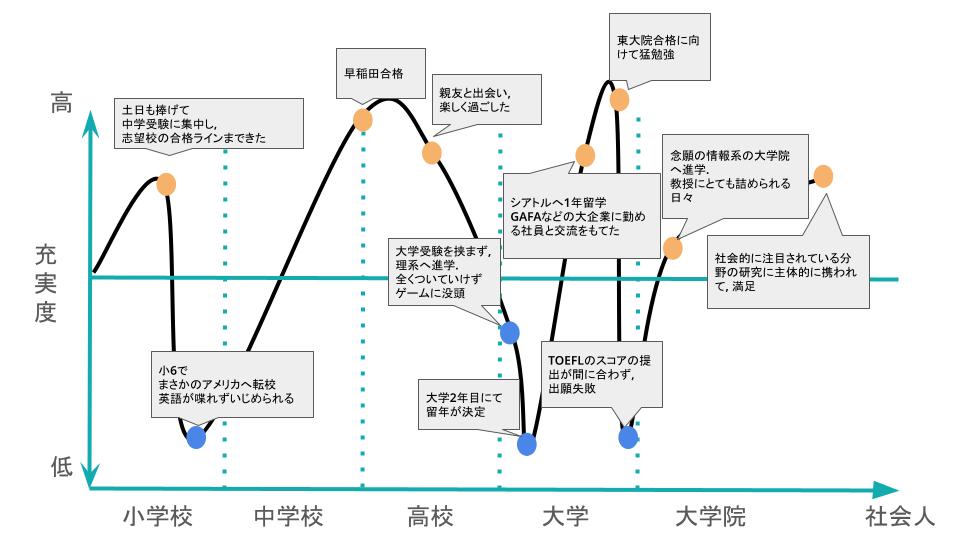 東大院合格に向
けて猛勉強
早稲田合格
親友と出会い,
楽しく過ごした
高
土日も捧げて
中学受験に集中し,
志望校の合格ラインまできた
念願の情報系の大学院
へ進学.
教授にとても詰められる
日々
シアトルへ1年留学
GAFAなどの大企業に勤め
る社員と交流をもてた
大学受験を挟まず,
理系へ進学.
全くついていけず
ゲームに没頭
社会的に注目されている分
野の研究に主体的に携われ
て, 満足
充
実
度
小6で
まさかのアメリカへ転校
英語が喋れずいじめられる
TOEFLのスコアの提
出が間に合わず,
出願失敗
大学2年目にて
留年が決定
低
小学校
中学校
高校
大学
大学院
社会人